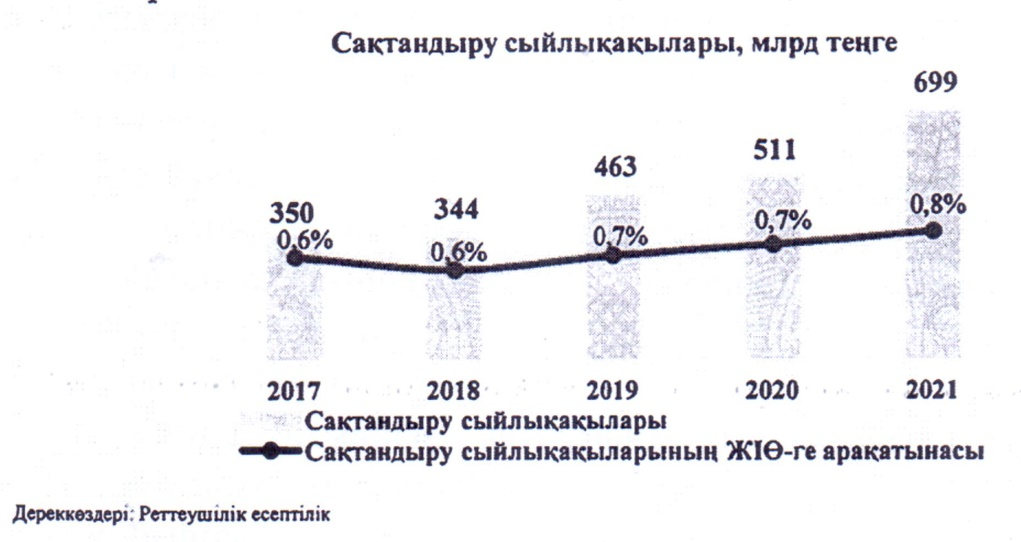 Сақтандыру сыйлықақылары, млрд теңге
699
511
463
344
350
0,8%
0,7%
0,7%
0,6%
0,6%
2017 2018 2019 2020 2021
Сақтандыру сыйлықақылары
Сақтандыру сыйлықақыларының ЖІӨ-ге арақатынасы
Дереккөздері: Реттеушілік есептілік